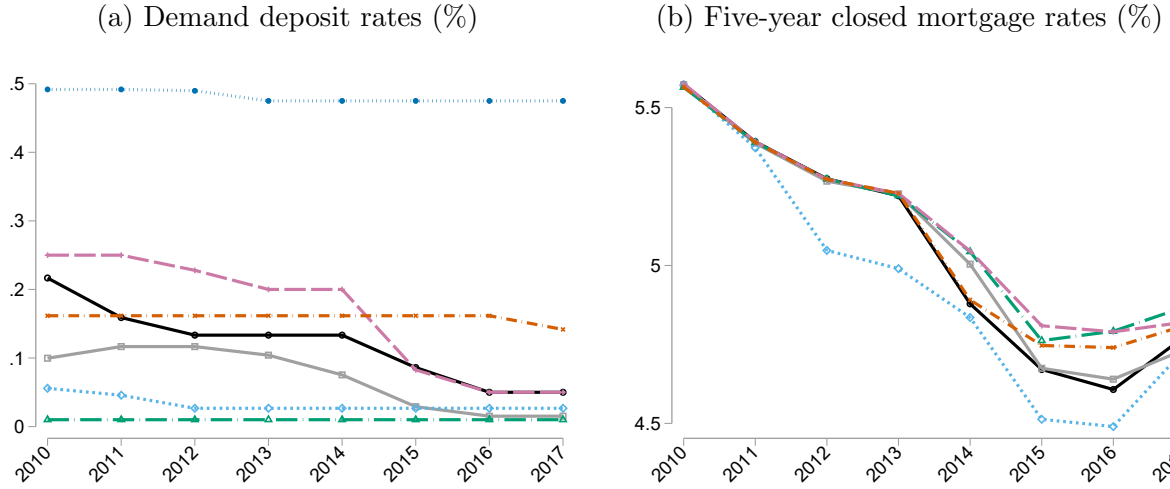 (a) Demand deposit rates (%)
.5
.4
.3
.2
.1
0
2010 2011 2012 2013 2014 2015 2016 2017
(b) Five-year closed mortgage rates (%)
5.5
5
4.5
2010 2011 2012 2013 2014 2015 2016